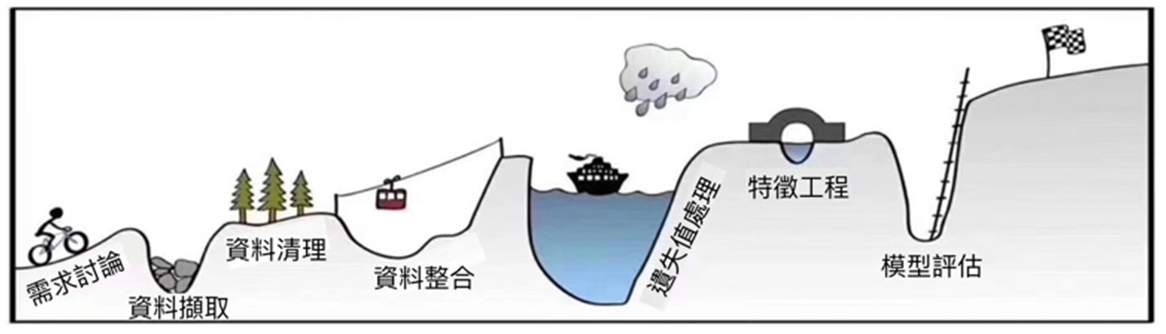 需求討論
資料擷取
資料清理
資料整合
遺失值處理
特徵工程
模型評估